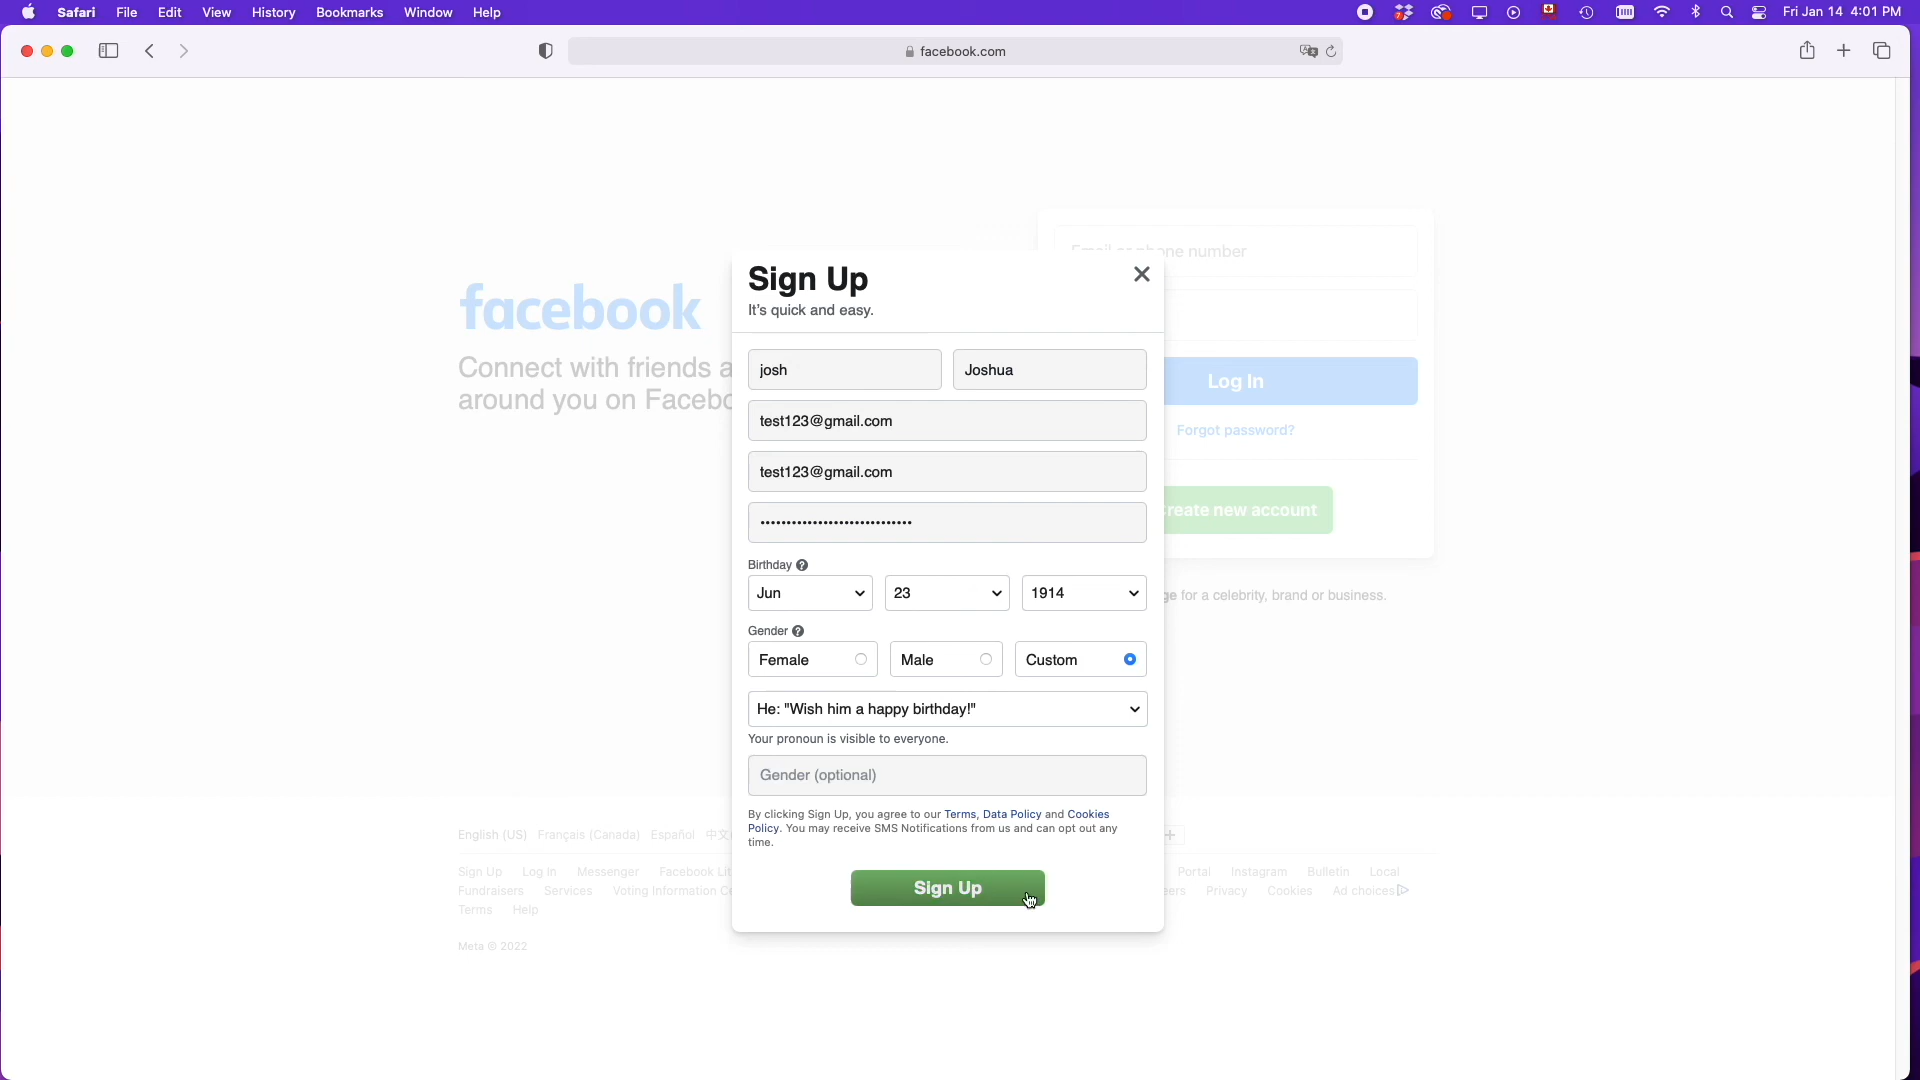 Safari File Edit View History Bookmarks Window Help Fri Jan 14 4:01 PM
facebook.com
Sign Up
It's quick and easy.
josh Joshua
test123@gmail.com
test123@gmail.com
•••••••••••••••••••••••••••••
Birthday
Jun 23 1914
Gender
Female Male Custom
He: "Wish him a happy birthday!"
Your pronoun is visible to everyone.
Gender (optional)
By clicking Sign Up, you agree to our Terms, Data Policy and Cookies
Policy. You may receive SMS Notifications from us and can opt out any
time.
Sign Up
facebook
Connect with friends
around you on
number
Log In
Forgot password?
new account
for a celebrity, brand or business.
English (US) Français (Canada) Español 中文
Sign Up Log In Messenger Facebook Portal Instagram Bulletin Local
Fundraisers Services Voting Information Privacy Cookies Ad choices
Terms Help
Meta © 2022